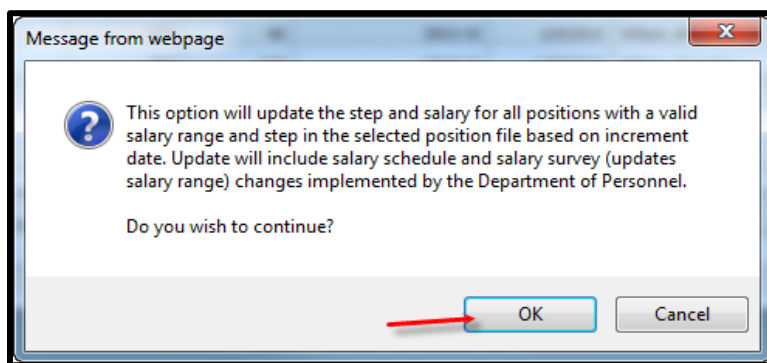 Message from webpage
This option will update the step and salary for all positions with a valid
salary range and step in the selected position file based on increment
date. Update will include salary schedule and salary survey (updates
salary range) changes implemented by the Department of Personnel.
Do you wish to continue?
OK
Cancel